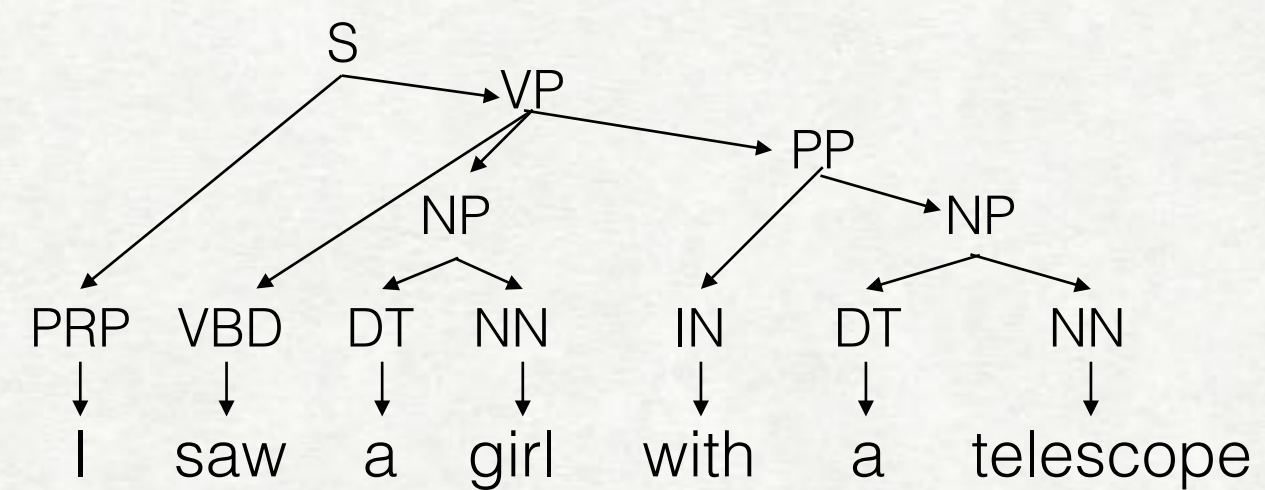 S
VP
PP
NP NP
PRP VBD DT NN IN DT NN
I saw a girl with a telescope